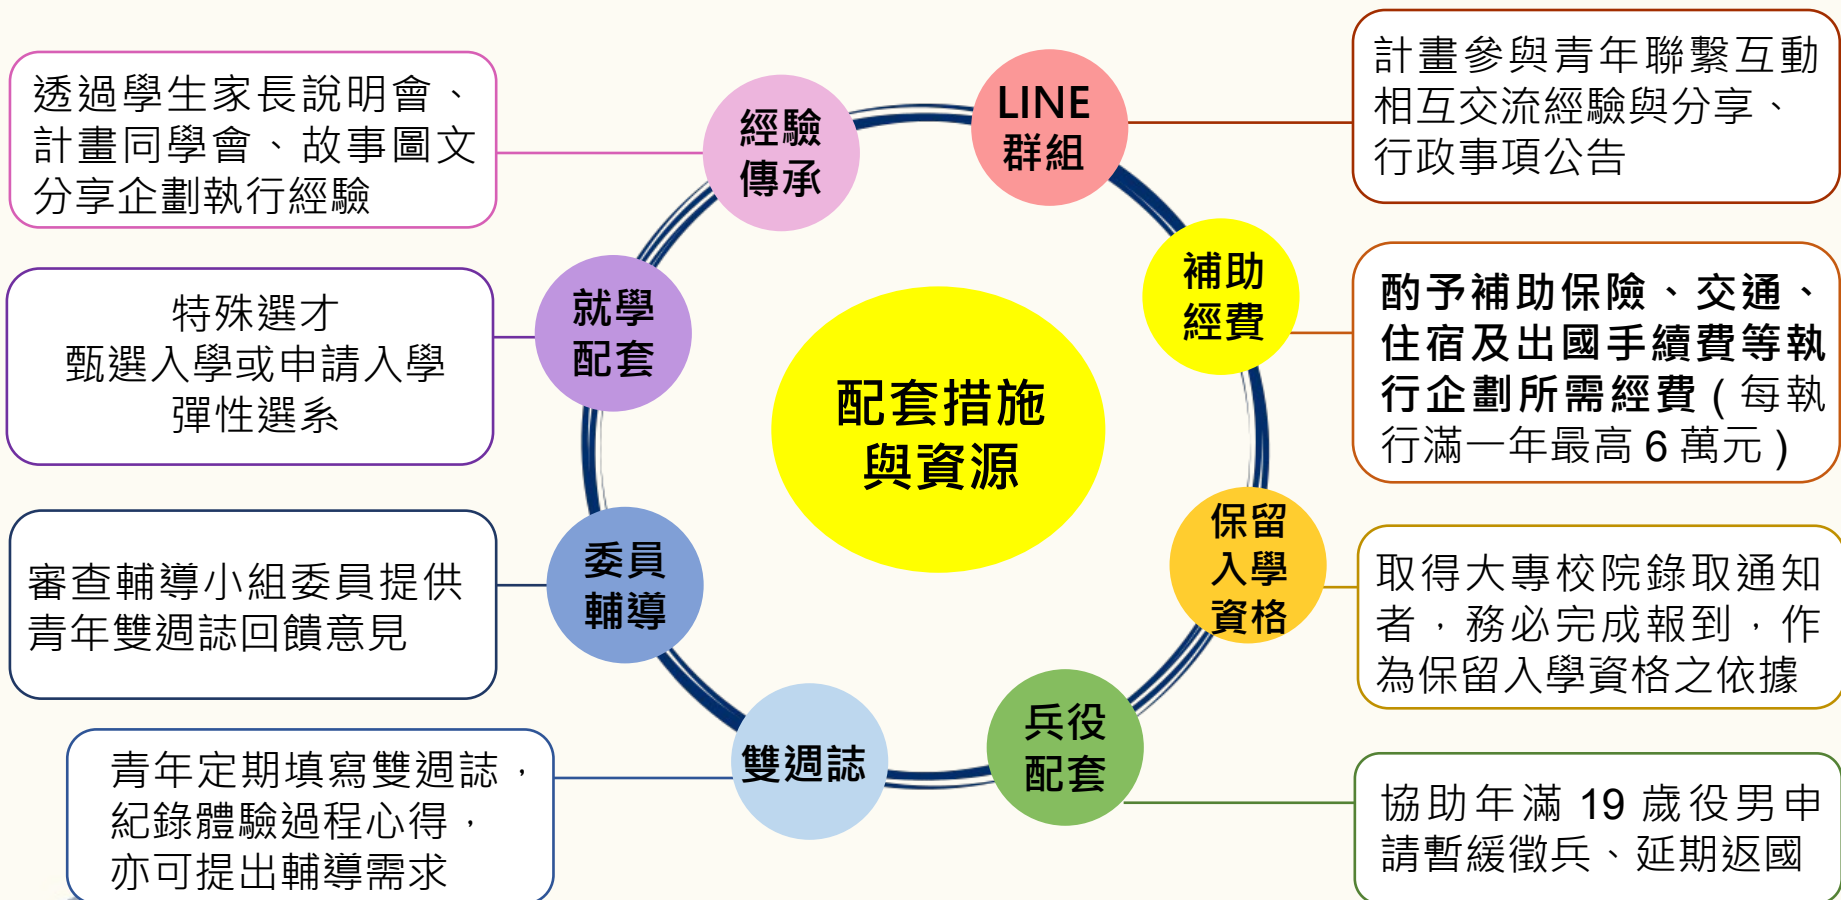 透過學生家長說明會、
計畫同學會、故事圖文
分享企劃執行經驗
經驗
傳承
LINE
群組
計畫參與青年聯繫互動
相互交流經驗與分享、
行政事項公告
特殊選才
甄選入學或申請入學
彈性選系
就學
配套
補助
經費
酌予補助保險、交通、
住宿及出國手續費等執
行企劃所需經費(每執
行滿一年最高6萬元)
配套措施
與資源
審查輔導小組委員提供
青年雙週誌回饋意見
委員
輔導
保留
入學
資格
取得大專校院錄取通知
者,務必完成報到,作
為保留入學資格之依據
青年定期填寫雙週誌,
紀錄體驗過程心得,
亦可提出輔導需求
雙週誌
兵役
配套
協助年滿19歲役男申
請暫緩徵兵、延期返國